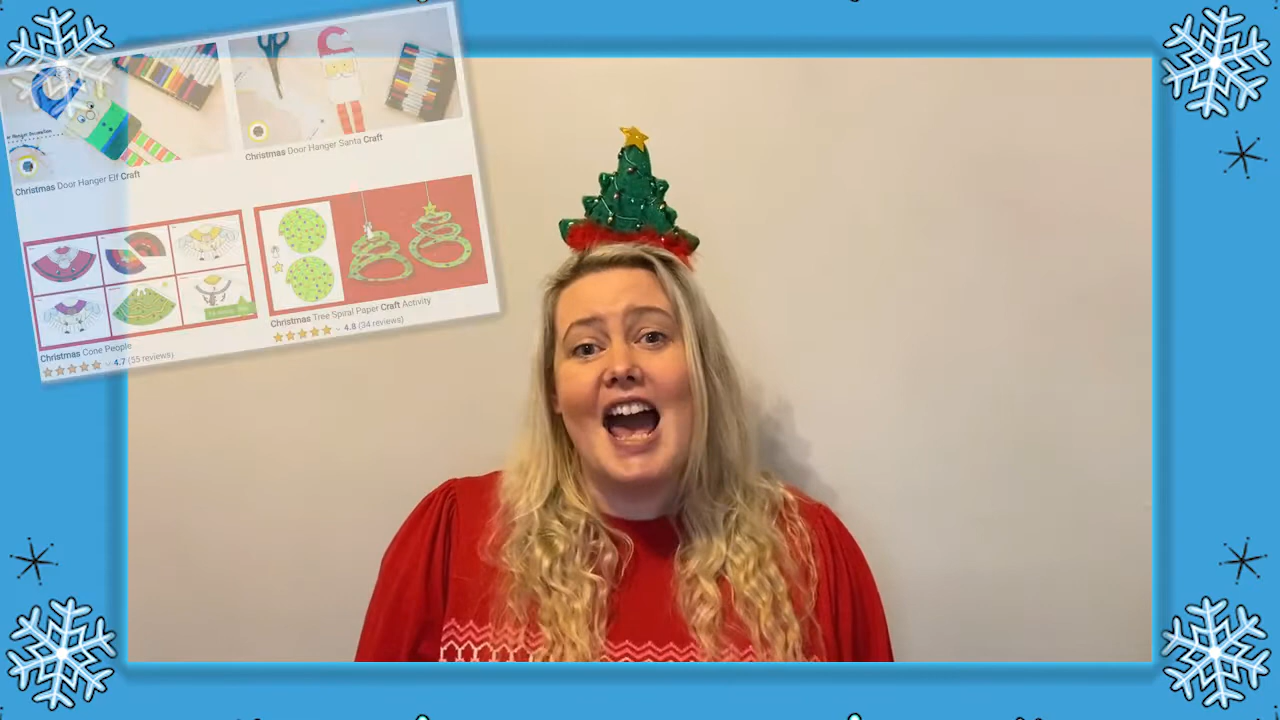 Christmas Door Hanger Elf Craft
Christmas Door Hanger Santa Craft
Christmas Cone People
4.7 (55 reviews)
Christmas Tree Spiral Paper Craft Activity
4.8 (34 reviews)